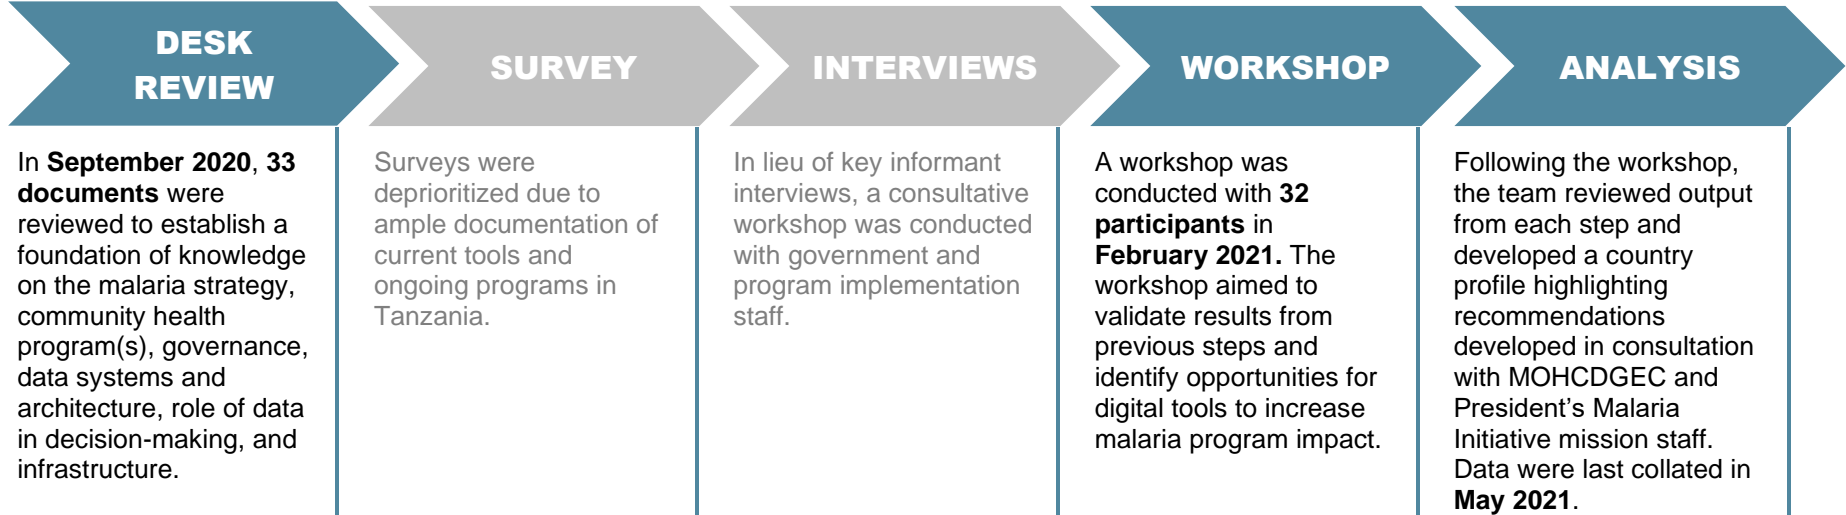 DESK
REVIEW
SURVEY
INTERVIEWS
WORKSHOP
ANALYSIS
In September 2020, 33
documents were
reviewed to establish a
foundation of knowledge
on the malaria strategy,
community health
program(s), governance,
data systems and
architecture, role of data
in decision-making, and
infrastructure.
Surveys were
deprioritized due to
ample documentation of
current tools and
ongoing programs in
Tanzania.
In lieu of key informant
interviews, a consultative
workshop was conducted
with government and
program implementation
staff.
A workshop was
conducted with 32
participants in
February 2021. The
workshop aimed to
validate results from
previous steps and
identify opportunities for
digital tools to increase
malaria program impact.
Following the workshop,
the team reviewed output
from each step and
developed a country
profile highlighting
recommendations
developed in consultation
with MOHCDGEC and
President’s Malaria
Initiative mission staff.
Data were last collated in
May 2021.